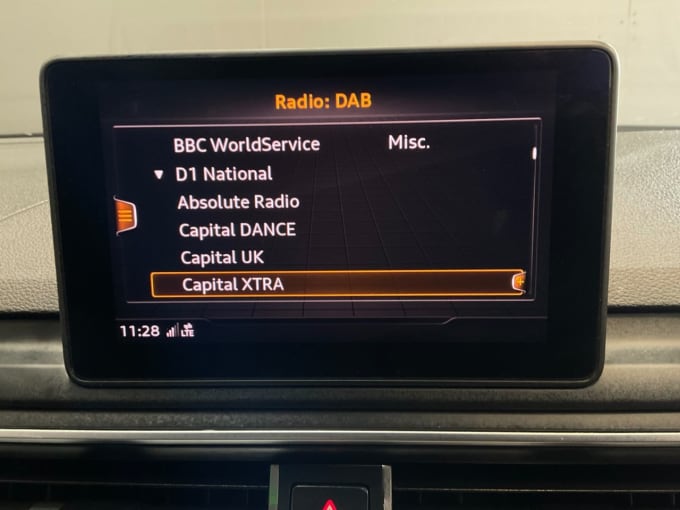 Radio: DAB
BBC WorldService Misc.
D1 National
Absolute Radio
Capital DANCE
Capital UK
Capital XTRA
11:28 LTE